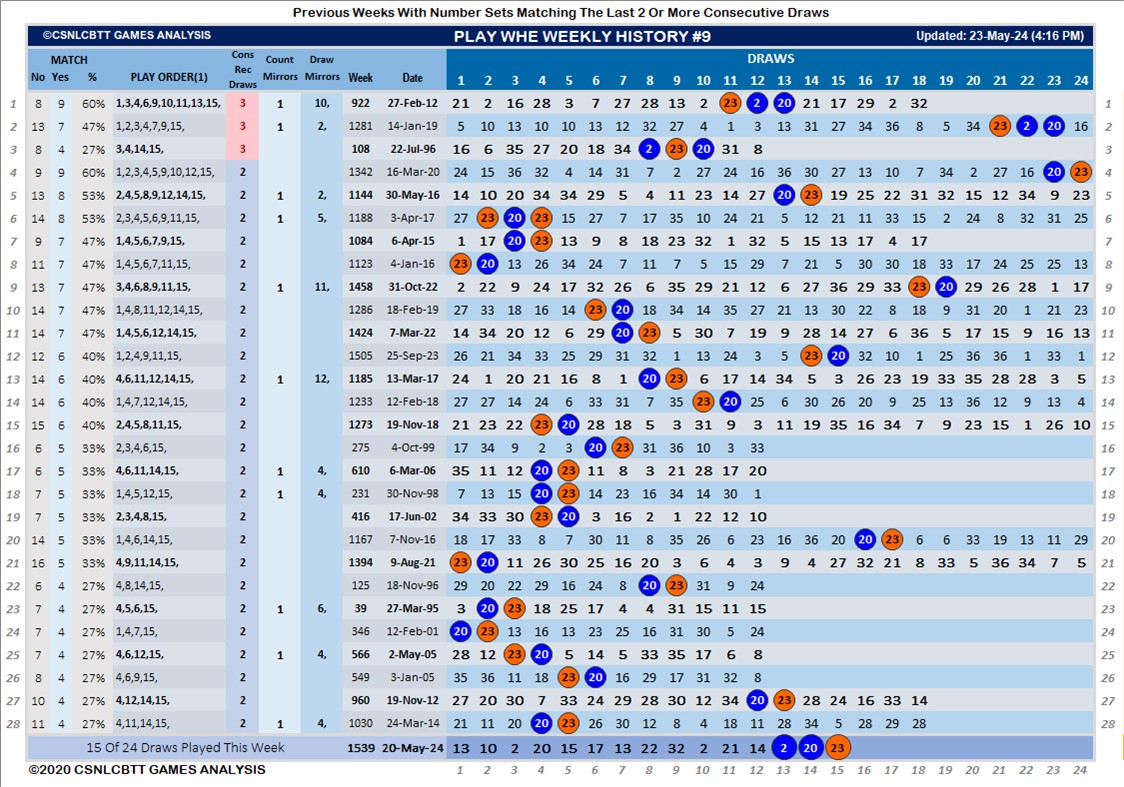 Previous Weeks With Number Sets Matching The Last 2 Or More Consecutive Draws
©CSNLCBTT GAMES ANALYSIS PLAY WHE WEEKLY HISTORY #9 Updated: 23-May-24 (4:16 PM)
MATCH Cons Rec Draws Count Mirrors Draw Mirrors DRAWS
No Yes % PLAY ORDER(1) Week Date 1 2 3 4 5 6 7 8 9 10 11 12 13 14 15 16 17 18 19 20 21 22 23 24
1 8 9 60% 1,3,4,6,9,10,11,13,15, 3 1 10, 922 27-Feb-12 21 2 16 28 3 7 27 28 13 2 23 2 20 21 17 29 2 32 1
2 13 7 47% 1,2,3,4,7,9,15, 3 1 2, 1281 14-Jan-19 5 10 13 10 10 13 12 32 27 4 1 3 13 31 27 34 36 8 5 34 23 2 20 16 2
3 8 4 27% 3,4,14,15, 3 108 22-Jul-96 16 6 35 27 20 18 34 2 23 20 31 8 3
4 9 9 60% 1,2,3,4,5,9,10,12,15, 2 1342 16-Mar-20 24 15 36 32 4 14 31 7 2 27 24 16 36 30 27 13 10 7 34 2 27 16 20 23 4
5 13 8 53% 2,4,5,8,9,12,14,15, 2 1 2, 1144 30-May-16 14 10 20 34 34 29 5 4 11 23 14 27 20 23 19 25 22 31 32 15 12 34 9 23 5
6 14 8 53% 2,3,4,5,6,9,11,15, 2 1 5, 1188 3-Apr-17 27 23 20 23 15 27 7 17 35 10 24 21 5 12 21 11 33 15 2 24 8 32 31 25 6
7 9 7 47% 1,4,5,6,7,9,15, 2 1084 6-Apr-15 1 17 20 23 13 9 8 18 23 32 1 32 5 15 13 17 4 17 7
8 11 7 47% 1,4,5,6,7,11,15, 2 1123 4-Jan-16 23 20 13 26 34 24 7 11 7 5 15 29 7 21 5 30 30 18 33 17 24 25 25 13 8
9 13 7 47% 3,4,6,8,9,11,15, 2 1 11, 1458 31-Oct-22 2 22 9 24 17 32 26 6 35 29 21 12 6 27 36 29 33 23 20 29 26 28 1 17 9
10 14 7 47% 1,4,8,11,12,14,15, 2 1286 18-Feb-19 27 33 18 16 14 23 20 18 34 14 35 27 21 13 30 22 8 18 9 31 20 1 21 23 10
11 14 7 47% 1,4,5,6,12,14,15, 2 1424 7-Mar-22 14 34 20 12 6 29 20 23 5 30 7 19 9 28 14 27 6 36 5 17 15 9 16 13 11
12 12 6 40% 1,2,4,9,11,15, 2 1505 25-Sep-23 26 21 34 33 25 29 31 32 1 13 24 3 5 23 20 32 10 1 25 36 36 1 33 1 12
13 14 6 40% 4,6,11,12,14,15, 2 1 12, 1185 13-Mar-17 24 1 20 21 16 8 1 20 23 6 17 14 34 5 3 26 23 19 33 35 28 28 3 5 13
14 14 6 40% 1,4,7,12,14,15, 2 1233 12-Feb-18 27 27 14 24 6 33 31 7 35 23 20 25 6 30 26 20 9 25 13 36 12 9 13 4 14
15 15 6 40% 2,4,5,8,11,15, 2 1273 19-Nov-18 21 23 22 23 20 28 18 5 3 31 9 3 11 19 35 16 34 7 9 23 15 1 26 10 15
16 6 5 33% 2,3,4,6,15, 2 275 4-Oct-99 17 34 9 2 3 20 23 31 36 10 3 33 16
17 6 5 33% 4,6,11,14,15, 2 1 4, 610 6-Mar-06 35 11 12 20 23 11 8 3 21 28 17 20 17
18 7 5 33% 1,4,5,12,15, 2 1 4, 231 30-Nov-98 7 13 15 20 23 14 23 16 34 14 30 1 18
19 7 5 33% 2,3,4,8,15, 2 416 17-Jun-02 34 33 30 23 20 3 16 2 1 22 12 10 19
20 14 5 33% 1,4,6,14,15, 2 1167 7-Nov-16 18 17 33 8 7 30 11 8 35 26 6 23 16 36 20 20 23 6 6 33 19 13 11 29 20
21 16 5 33% 4,9,11,14,15, 2 1394 9-Aug-21 23 20 11 26 30 25 16 20 3 6 4 3 9 4 27 32 21 8 33 5 36 34 7 5 21
22 6 4 27% 4,8,14,15, 2 125 18-Nov-96 29 20 22 29 16 24 8 20 23 31 9 24 22
23 7 4 27% 4,5,6,15, 2 1 6, 39 27-Mar-95 3 20 23 18 25 17 4 4 31 15 11 15 23
24 7 4 27% 1,4,7,15, 2 346 12-Feb-01 20 23 13 16 13 23 25 16 31 30 5 24 24
25 7 4 27% 4,6,12,15, 2 1 4, 566 2-May-05 28 12 23 20 5 14 5 33 35 17 6 8 25
26 8 4 27% 4,6,9,15, 2 549 3-Jan-05 35 36 11 18 23 20 16 29 17 31 32 8 26
27 10 4 27% 4,12,14,15, 2 960 19-Nov-12 27 20 30 7 33 24 29 28 30 12 34 20 23 28 24 16 33 14 27
28 11 4 27% 4,11,14,15, 2 1 4, 1030 24-Mar-14 21 11 20 20 23 26 30 12 8 4 18 11 28 34 5 28 29 28 28
15 Of 24 Draws Played This Week 1539 20-May-24 13 10 2 20 15 17 13 22 32 2 21 14 2 20 23
©2020 CSNLCBTT GAMES ANALYSIS 1 2 3 4 5 6 7 8 9 10 11 12 13 14 15 16 17 18 19 20 21 22 23 24